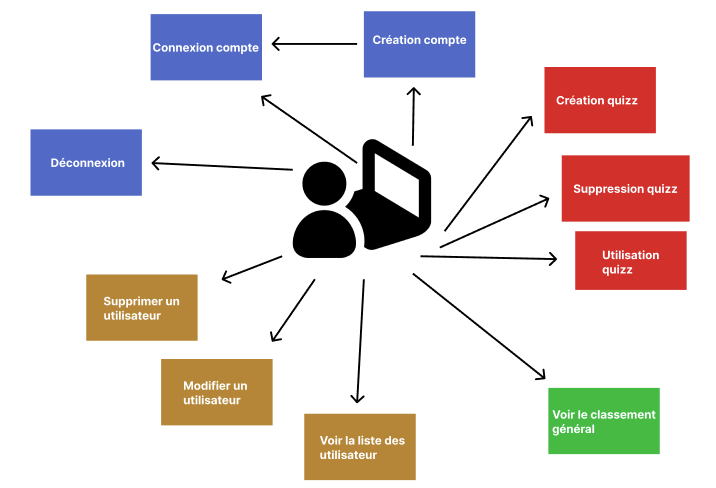 Connexion compte
Création compte
Création quizz
Déconnexion
Suppression quizz
Utilisation
quizz
Supprimer un
utilisateur
Modifier un
utilisateur
Voir la liste des
utilisateur
Voir le classement
général